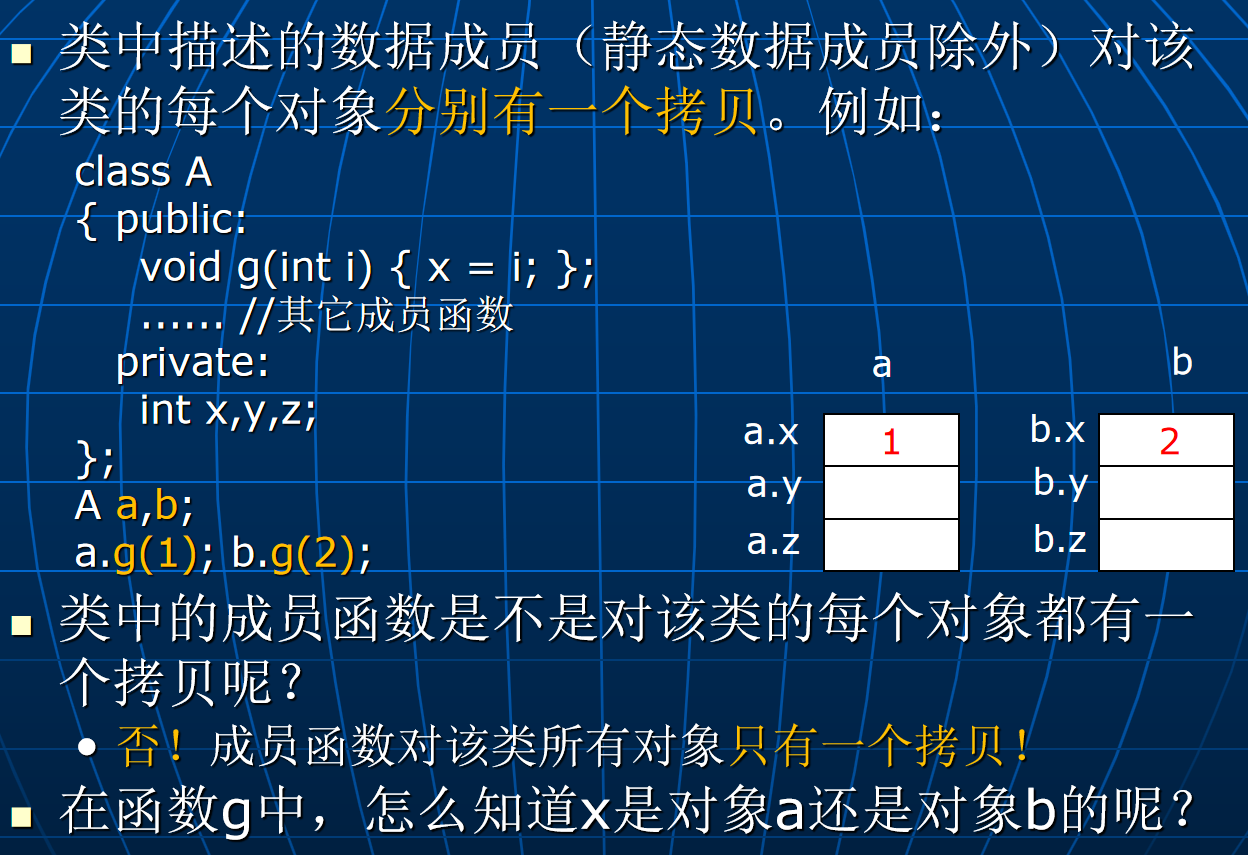 类中描述的数据成员（静态数据成员除外）对该
类的每个对象分别有一个拷贝。例如：
class A
{ public:
void g(int i) { x = i; };
...... //其它成员函数
private:
int x,y,z;
};
A a,b;
a.g(1); b.g(2);
a
b
a.x
1
b.x
2
a.y
b.y
a.z
b.z
类中的成员函数是不是对该类的每个对象都有一
个拷贝呢？
否！成员函数对该类所有对象只有一个拷贝！
在函数g中，怎么知道x是对象a还是对象b的呢？